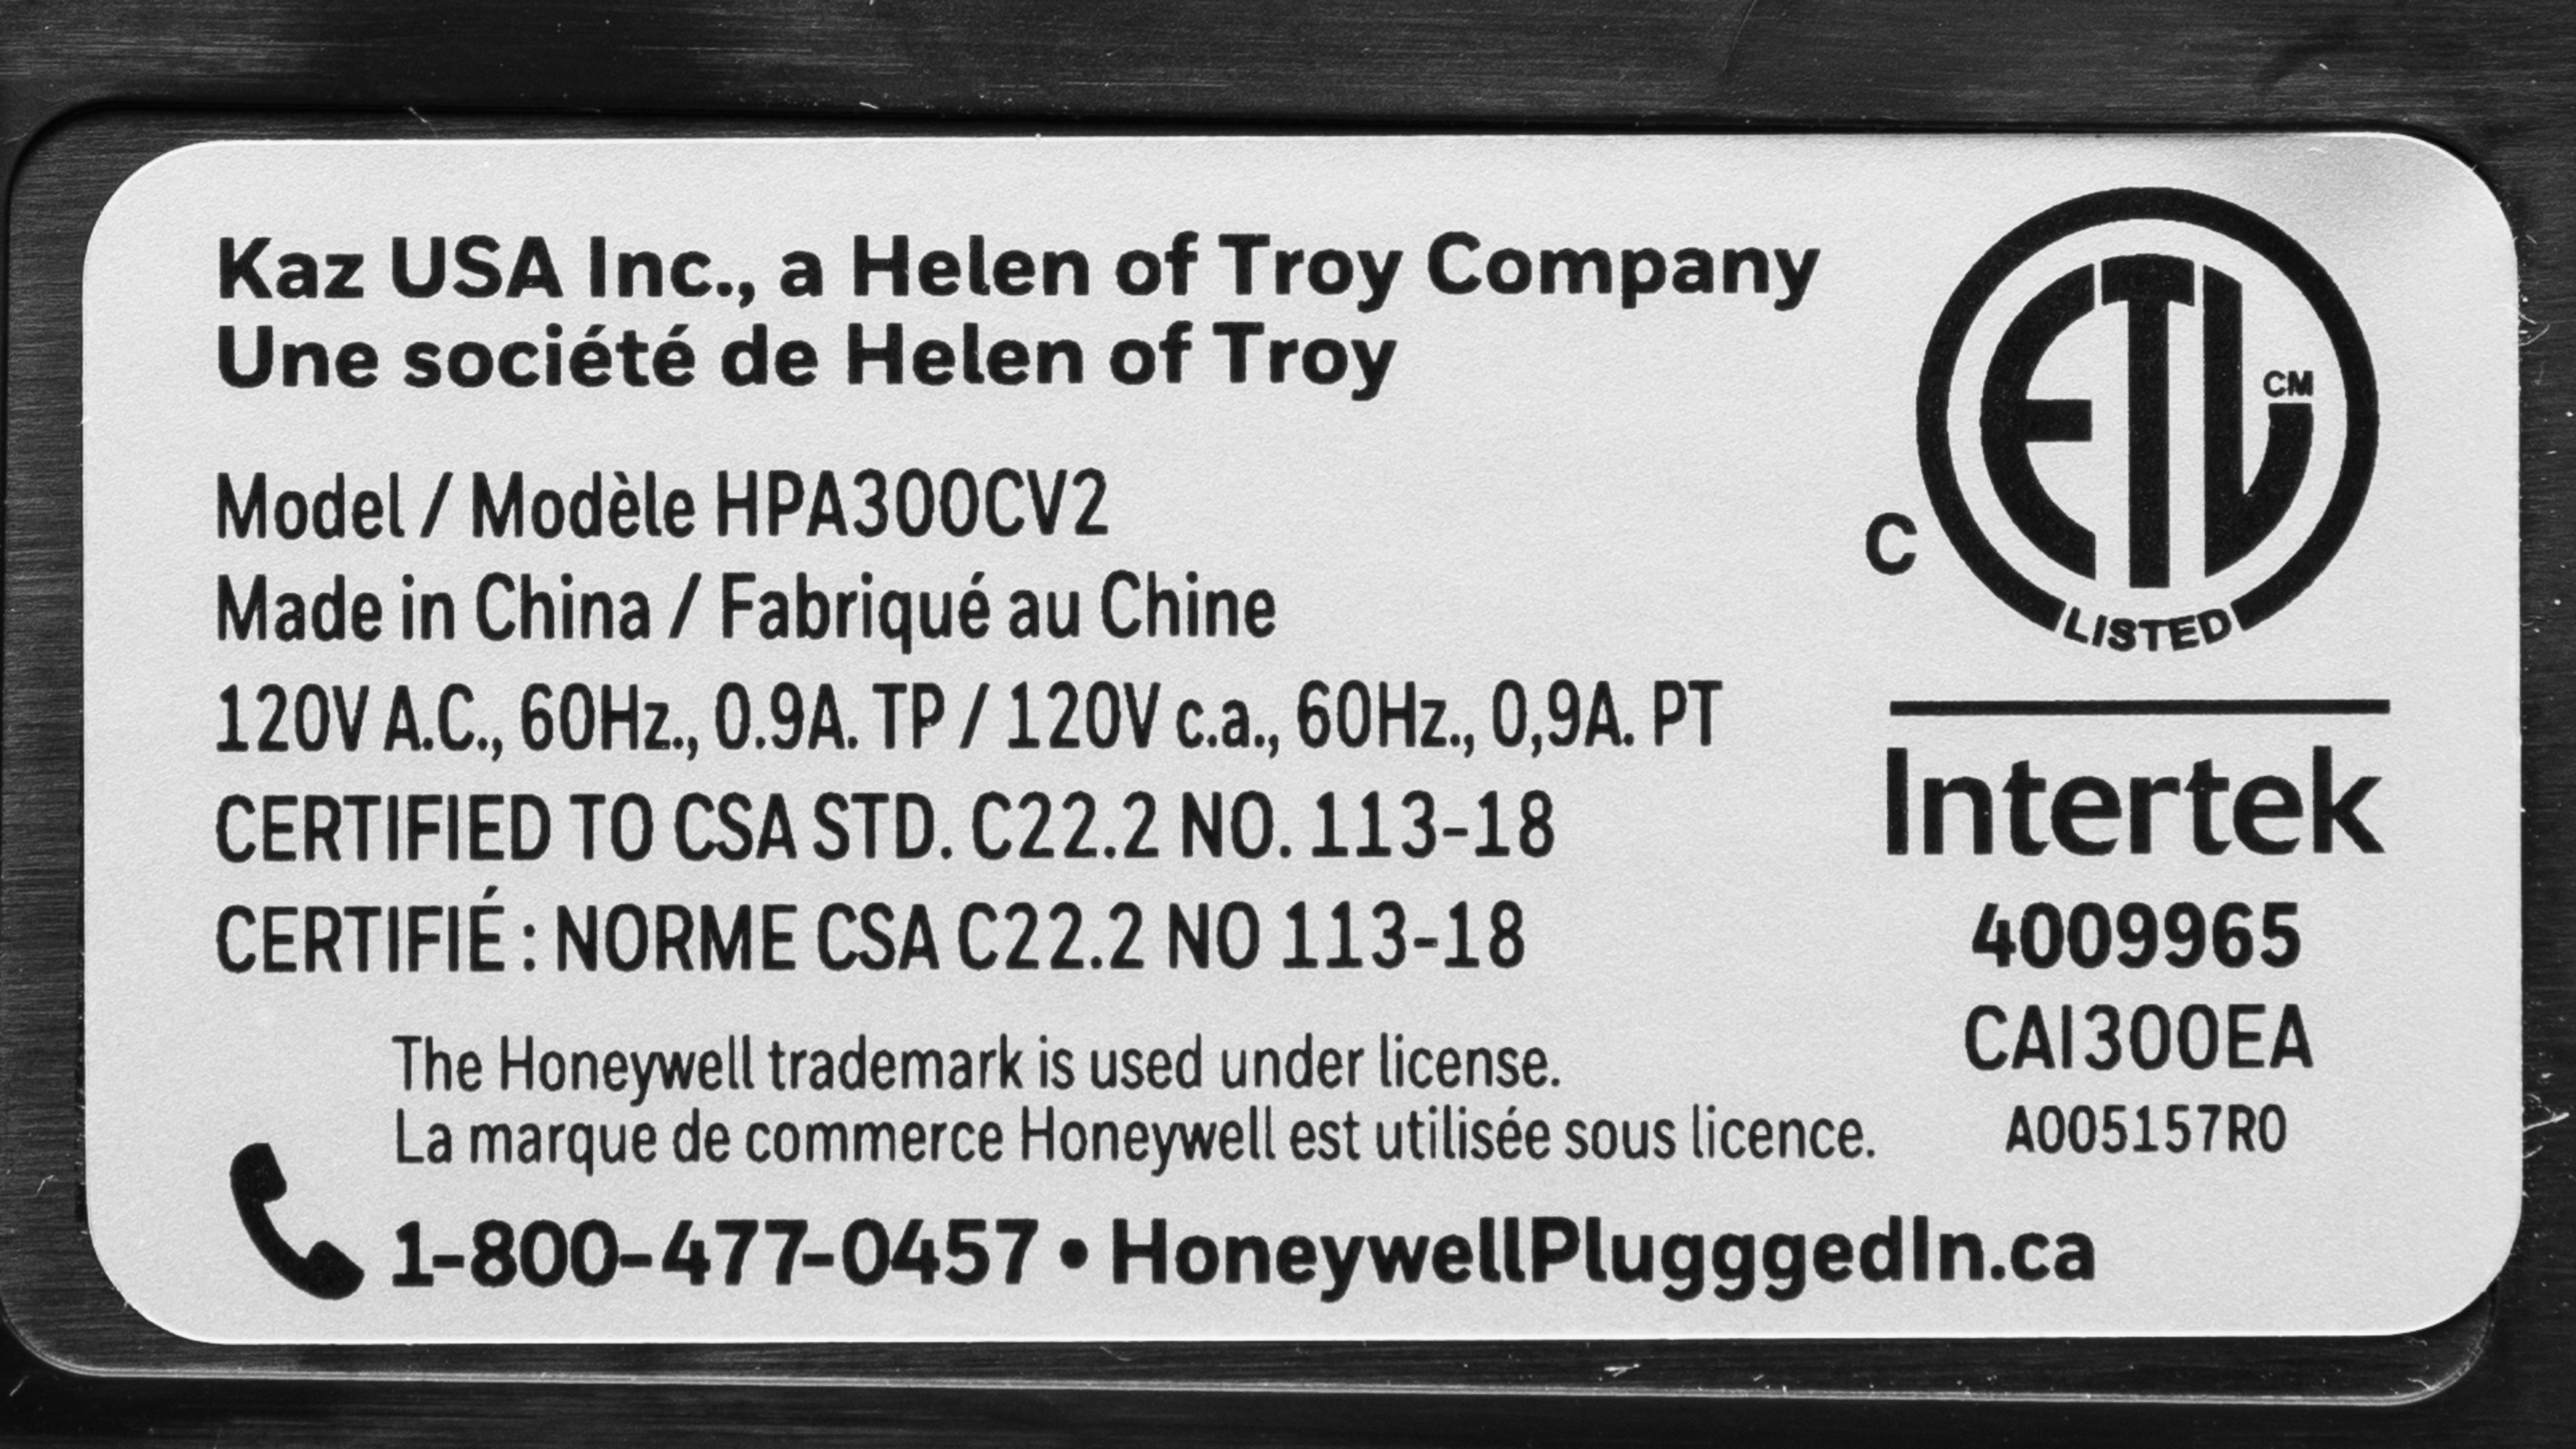 Kaz USA Inc., a Helen of Troy Company
Une société de Helen of Troy
Model / Modèle HPA300CV2
Made in China / Fabriqué au Chine
120V A.C., 60Hz., 0.9A. TP / 120V c.a., 60Hz., 0,9A. PT
CERTIFIED TO CSA STD. C22.2 NO. 113-18
CERTIFIÉ : NORME CSA C22.2 NO 113-18
The Honeywell trademark is used under license.
La marque de commerce Honeywell est utilisée sous licence.
1-800-477-0457 • HoneywellPlugggedIn.ca
ETL CM
C
LISTED
Intertek
4009965
CAI300EA
A005157R0